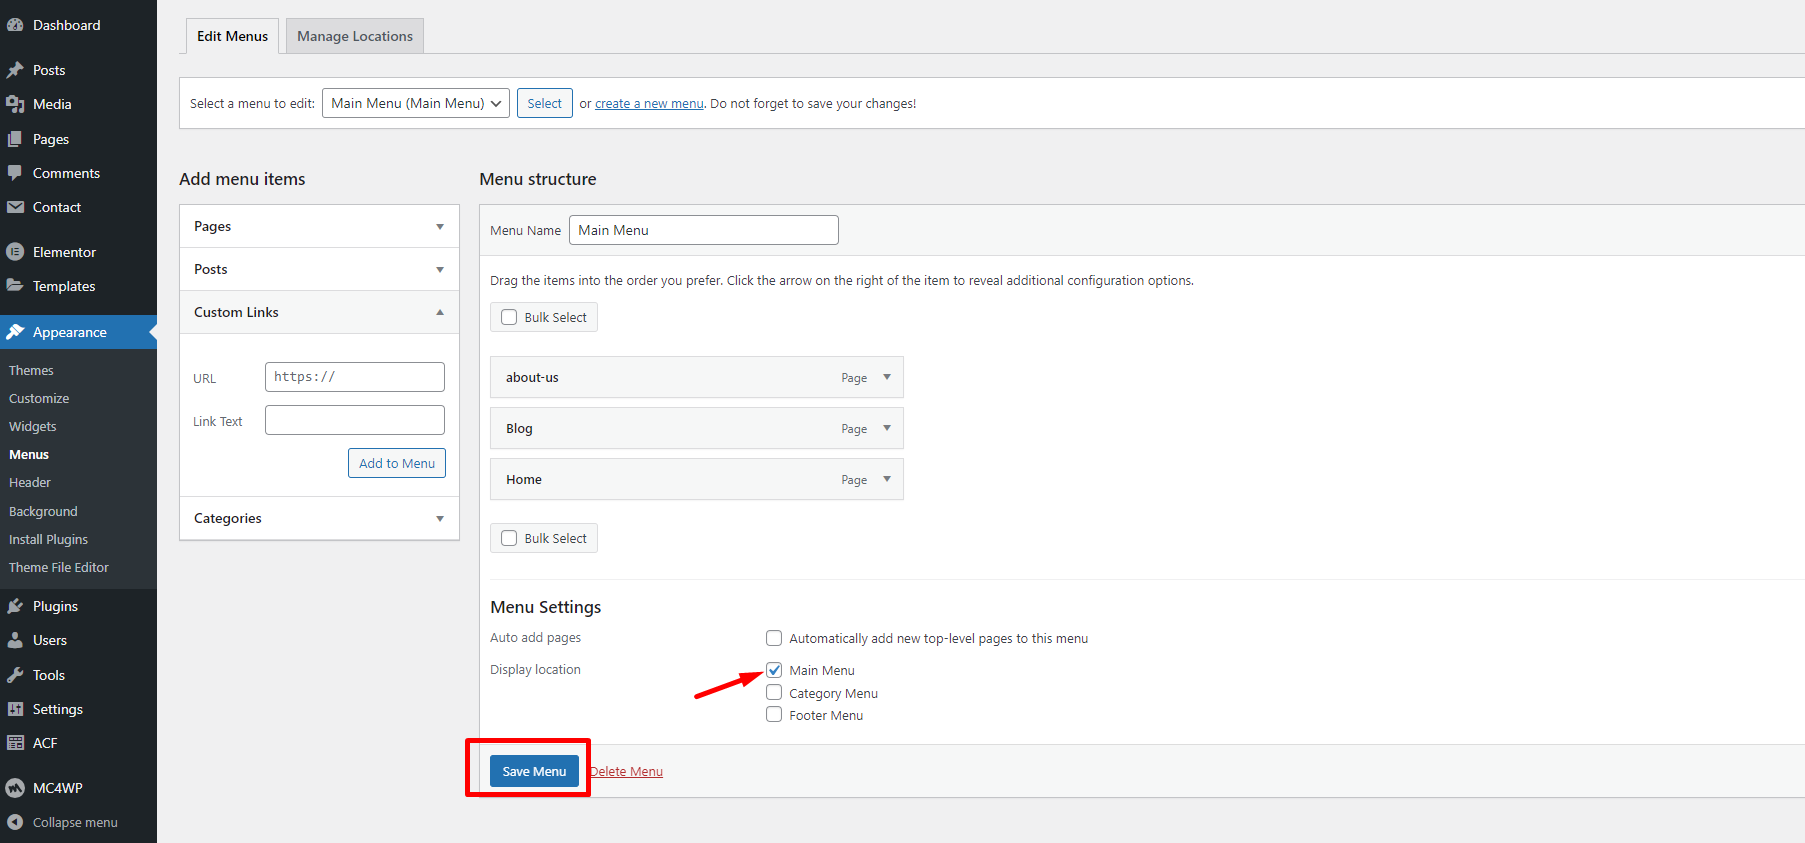 Dashboard
Posts
Media
Pages
Comments
Contact
Elementor
Templates
Appearance
Themes
Customize
Widgets
Menus
Header
Background
Install Plugins
Theme File Editor
Plugins
Users
Tools
Settings
ACF
MC4WP
Collapse menu
Edit Menus
Manage Locations
Select a menu to edit: Main Menu (Main Menu) Select or create a new menu. Do not forget to save your changes!
Add menu items
Pages
Posts
Custom Links
URL https://
Link Text
Add to Menu
Categories
Menu structure
Menu Name Main Menu
Drag the items into the order you prefer. Click the arrow on the right of the item to reveal additional configuration options.
Bulk Select
about-us Page
Blog Page
Home Page
Bulk Select
Menu Settings
Auto add pages Automatically add new top-level pages to this menu
Display location Main Menu
Category Menu
Footer Menu
Save Menu Delete Menu